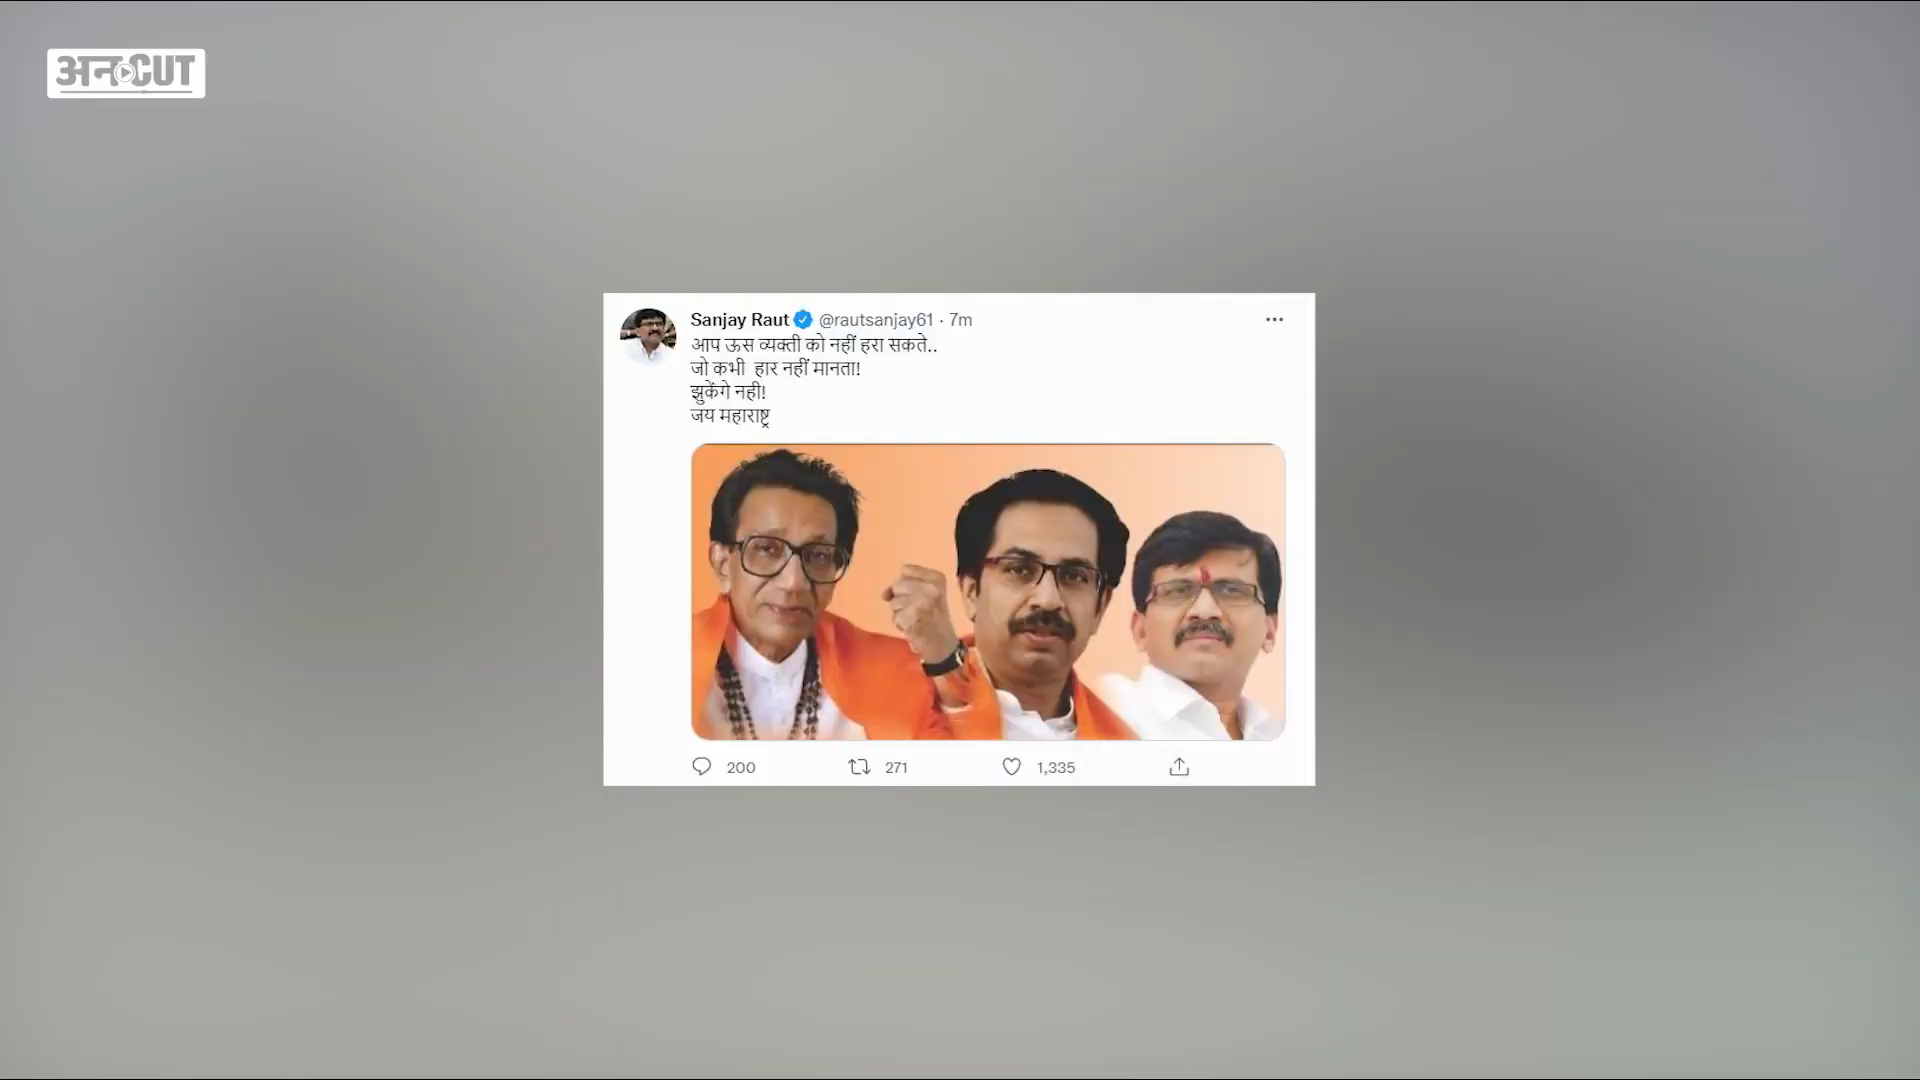 अनCUT
Sanjay Raut @rautsanjay61 · 7m
आप ऊस व्यक्ती को नहीं हरा सकते..
जो कभी हार नहीं मानता!
झुकेंगे नही!
जय महाराष्ट्र
200 271 1,335